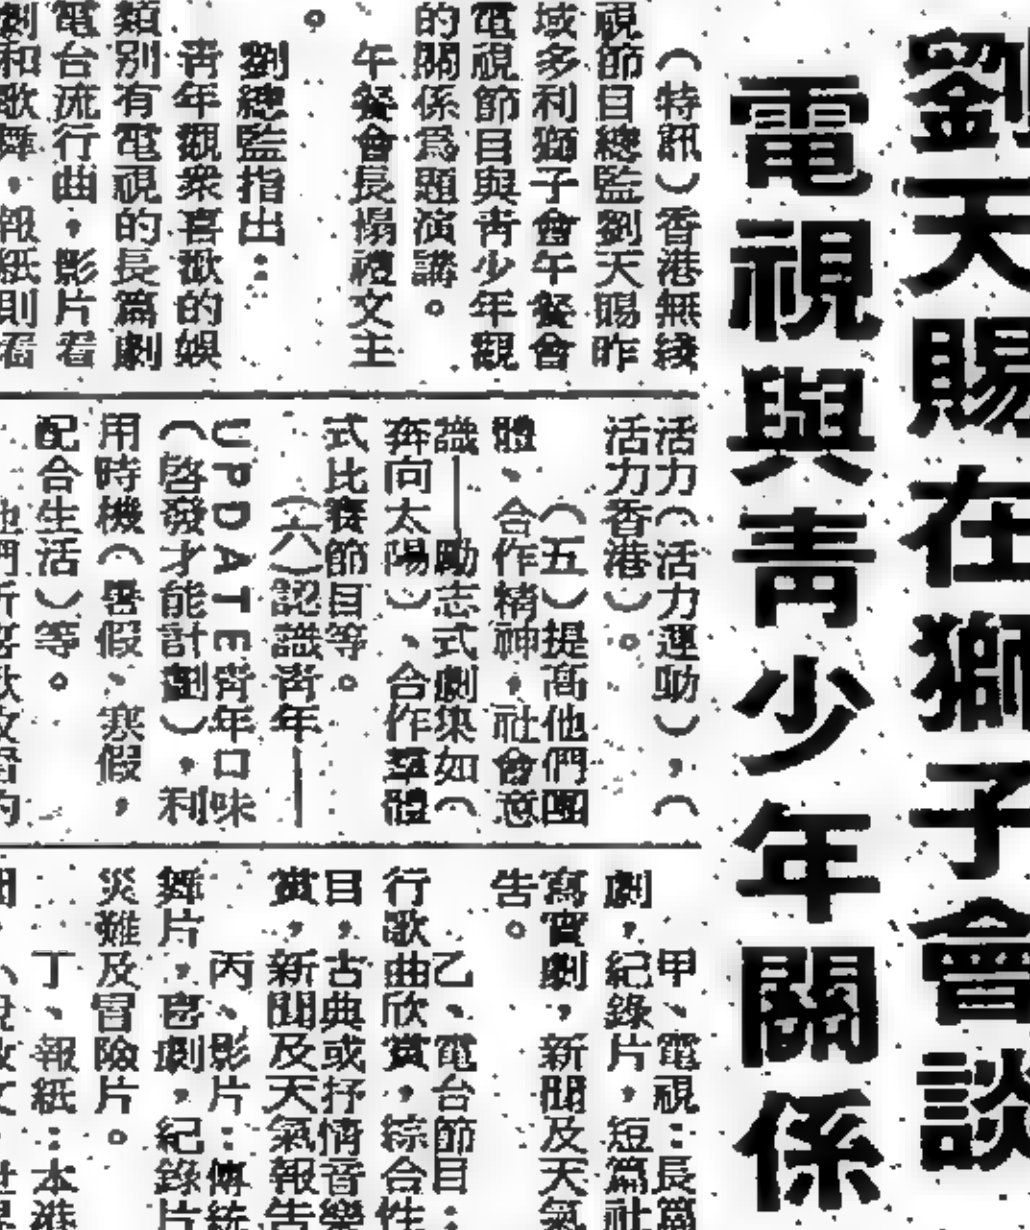 劉天賜在獅子會談
電視與青少年關係
（特訊）香港無綫
視節目總監劉天賜昨
域多利獅子會午餐會
電視節目與青少年觀
的關係爲題演講。
午餐會長楊禮文主
。
劉總監指出：
青年觀衆喜歡的娛
類別有電視的長篇劇
電台流行曲，影片看
劇和歌舞，報紙則看
活力（活力運動），（
活力香港）。
（五）提高他們團
體、合作精神，社會意
識——勵志式劇集如（
奔向太陽）、合作羣體
式比賽節目等。
（六）認識青年——
UPDATE靑年口味
（啓發才能計劃），利
用時機（暑假、寒假，
配合生活）等。
甲、電視：長篇
劇，紀錄片，短篇社
寫實劇，新聞及天氣
告。
乙、電台節目：
行歌曲欣賞，綜合性
目，古典或抒情音樂
賞，新聞及天氣報告
丙、影片：傳統
舞片，喜劇，紀錄片
災難及冒險片。
丁、報紙：本港